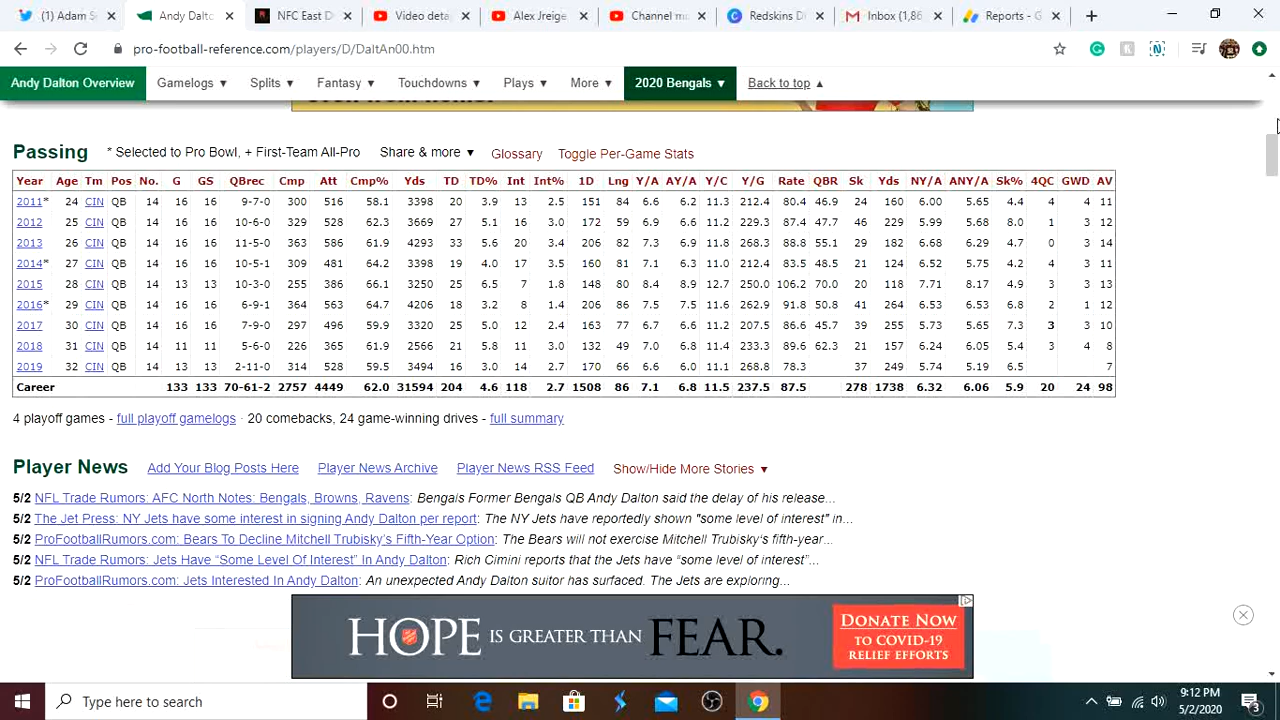 (1) Adam S
Andy Dalto
NFC East D
Video detai
Alex Jreige
Channel mo
Redskins D
Inbox (1,86
Reports - G
pro-football-reference.com/players/D/DaltAn00.htm
Andy Dalton Overview Gamelogs ▼ Splits ▼ Fantasy ▼ Touchdowns ▼ Plays ▼ More ▼ 2020 Bengals ▼ Back to top ▲
Passing * Selected to Pro Bowl, + First-Team All-Pro Share & more ▼ Glossary Toggle Per-Game Stats
Year Age Tm Pos No. G GS QBrec Cmp Att Cmp% Yds TD TD% Int Int% 1D Lng Y/A AY/A Y/C Y/G Rate QBR Sk Yds NY/A ANY/A Sk% 4QC GWD AV
2011* 24 CIN QB 14 16 16 9-7-0 300 516 58.1 3398 20 3.9 13 2.5 151 84 6.6 6.2 11.3 212.4 80.4 46.9 24 160 6.00 5.68 4.4 4 4 11
2012 25 CIN QB 14 16 16 10-6-0 329 528 62.3 3669 27 5.1 16 3.0 172 59 6.9 6.6 11.2 229.3 87.4 47.7 46 229 5.99 5.68 8.0 1 3 12
2013 26 CIN QB 14 16 16 11-5-0 363 586 61.9 4293 33 5.6 20 3.4 206 82 7.3 6.9 11.8 268.3 88.8 55.1 29 182 6.68 6.29 4.7 0 3 14
2014* 27 CIN QB 14 16 16 10-5-1 309 481 64.2 3398 19 4.0 17 3.5 160 81 7.1 6.3 11.0 212.4 83.5 48.5 21 124 6.52 5.75 4.2 4 3 11
2015 28 CIN QB 14 13 13 10-3-0 255 386 66.1 3250 25 6.5 7 1.8 148 80 8.4 8.9 12.7 250.0 106.2 70.0 20 118 7.71 8.17 4.9 3 3 13
2016* 29 CIN QB 14 16 16 6-9-1 364 563 64.7 4206 18 3.2 8 1.4 206 86 7.5 7.5 11.6 262.9 91.8 50.8 41 264 6.53 6.53 6.8 2 1 12
2017 30 CIN QB 14 16 16 7-9-0 297 496 59.9 3320 25 5.0 12 2.4 163 77 6.7 6.6 11.2 207.5 86.6 45.7 39 255 5.73 5.65 7.3 3 3 10
2018 31 CIN QB 14 11 11 5-6-0 226 365 61.9 2566 21 5.8 11 3.0 132 49 7.0 6.8 11.4 233.3 89.6 62.3 21 157 6.24 6.05 5.4 3 4 8
2019 32 CIN QB 14 13 13 2-11-0 314 528 59.5 3494 16 3.0 14 2.7 170 66 6.6 6.0 11.1 268.8 78.3 37 249 5.74 5.19 6.5 7
Career 133 133 70-61-2 2757 4449 62.0 31594 204 4.6 118 2.7 1508 86 7.1 6.8 11.5 237.5 87.5 278 1738 6.32 6.06 5.9 20 24 98
4 playoff games - full playoff gamelogs · 20 comebacks, 24 game-winning drives - full summary
Player News Add Your Blog Posts Here Player News Archive Player News RSS Feed Show/Hide More Stories ▼
5/2 NFL Trade Rumors: AFC North Notes: Bengals, Browns, Ravens: Bengals Former Bengals QB Andy Dalton said the delay of his release...
5/2 The Jet Press: NY Jets have some interest in signing Andy Dalton per report: The NY Jets have reportedly shown "some level of interest" in...
5/2 ProFootballRumors.com: Bears To Decline Mitchell Trubisky's Fifth-Year Option: The Bears will not exercise Mitchell Trubisky's fifth-year...
5/2 NFL Trade Rumors: Jets Have “Some Level Of Interest” In Andy Dalton: Rich Cimini reports that the Jets have “some level of interest”...
5/2 ProFootballRumors.com: Jets Interested In Andy Dalton: An unexpected Andy Dalton suitor has surfaced. The Jets are exploring...
HOPE IS GREATER THAN FEAR.
DONATE NOW
TO COVID-19
RELIEF EFFORTS
Type here to search
9:12 PM
5/2/2020
3